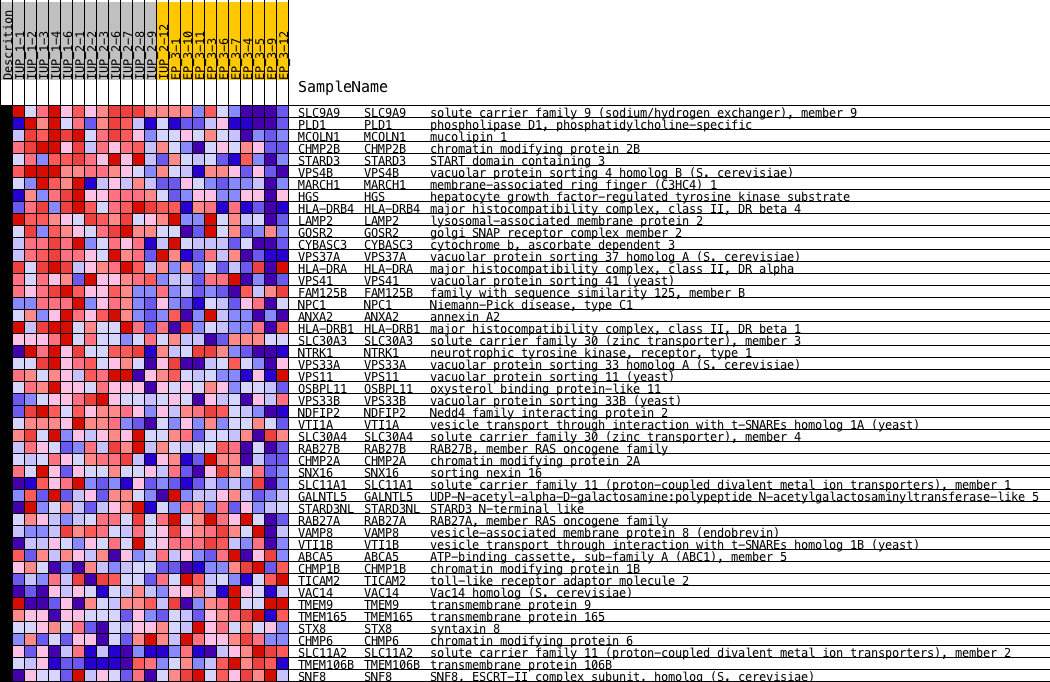 Descrition
IUP_1-1
IUP_1-2
IUP_1-3
IUP_1-4
IUP_1-6
IUP_2-1
IUP_2-2
IUP_2-3
IUP_2-6
IUP_2-7
IUP_2-8
IUP_2-9
IUP_2-12
EP_3-1
EP_3-10
EP_3-11
EP_3-3
EP_3-6
EP_3-7
EP_3-4
EP_3-5
EP_3-9
EP_3-12
SampleName
SLC9A9 SLC9A9 solute carrier family 9 (sodium/hydrogen exchanger), member 9
PLD1 PLD1 phospholipase D1, phosphatidylcholine-specific
MCOLN1 MCOLN1 mucolipin 1
CHMP2B CHMP2B chromatin modifying protein 2B
STARD3 STARD3 START domain containing 3
VPS4B VPS4B vacuolar protein sorting 4 homolog B (S. cerevisiae)
MARCH1 MARCH1 membrane-associated ring finger (C3HC4) 1
HGS HGS hepatocyte growth factor-regulated tyrosine kinase substrate
HLA-DRB4 HLA-DRB4 major histocompatibility complex, class II, DR beta 4
LAMP2 LAMP2 lysosomal-associated membrane protein 2
GOSR2 GOSR2 golgi SNAP receptor complex member 2
CYBASC3 CYBASC3 cytochrome b, ascorbate dependent 3
VPS37A VPS37A vacuolar protein sorting 37 homolog A (S. cerevisiae)
HLA-DRA HLA-DRA major histocompatibility complex, class II, DR alpha
VPS41 VPS41 vacuolar protein sorting 41 (yeast)
FAM125B FAM125B family with sequence similarity 125, member B
NPC1 NPC1 Niemann-Pick disease, type C1
ANXA2 ANXA2 annexin A2
HLA-DRB1 HLA-DRB1 major histocompatibility complex, class II, DR beta 1
SLC30A3 SLC30A3 solute carrier family 30 (zinc transporter), member 3
NTRK1 NTRK1 neurotrophic tyrosine kinase, receptor, type 1
VPS33A VPS33A vacuolar protein sorting 33 homolog A (S. cerevisiae)
VPS11 VPS11 vacuolar protein sorting 11 (yeast)
OSBPL11 OSBPL11 oxysterol binding protein-like 11
VPS33B VPS33B vacuolar protein sorting 33B (yeast)
NDFIP2 NDFIP2 Nedd4 family interacting protein 2
VTI1A VTI1A vesicle transport through interaction with t-SNAREs homolog 1A (yeast)
SLC30A4 SLC30A4 solute carrier family 30 (zinc transporter), member 4
RAB27B RAB27B RAB27B, member RAS oncogene family
CHMP2A CHMP2A chromatin modifying protein 2A
SNX16 SNX16 sorting nexin 16
SLC11A1 SLC11A1 solute carrier family 11 (proton-coupled divalent metal ion transporters), member 1
GALNTL5 GALNTL5 UDP-N-acetyl-alpha-D-galactosamine:polypeptide N-acetylgalactosaminyltransferase-like 5
STARD3NL STARD3NL STARD3 N-terminal like
RAB27A RAB27A RAB27A, member RAS oncogene family
VAMP8 VAMP8 vesicle-associated membrane protein 8 (endobrevin)
VTI1B VTI1B vesicle transport through interaction with t-SNAREs homolog 1B (yeast)
ABCA5 ABCA5 ATP-binding cassette, sub-family A (ABC1), member 5
CHMP1B CHMP1B chromatin modifying protein 1B
TICAM2 TICAM2 toll-like receptor adaptor molecule 2
VAC14 VAC14 Vac14 homolog (S. cerevisiae)
TMEM9 TMEM9 transmembrane protein 9
TMEM165 TMEM165 transmembrane protein 165
STX8 STX8 syntaxin 8
CHMP6 CHMP6 chromatin modifying protein 6
SLC11A2 SLC11A2 solute carrier family 11 (proton-coupled divalent metal ion transporters), member 2
TMEM106B TMEM106B transmembrane protein 106B
SNF8 SNF8 SNF8, ESCRT-II complex subunit, homolog (S. cerevisiae)